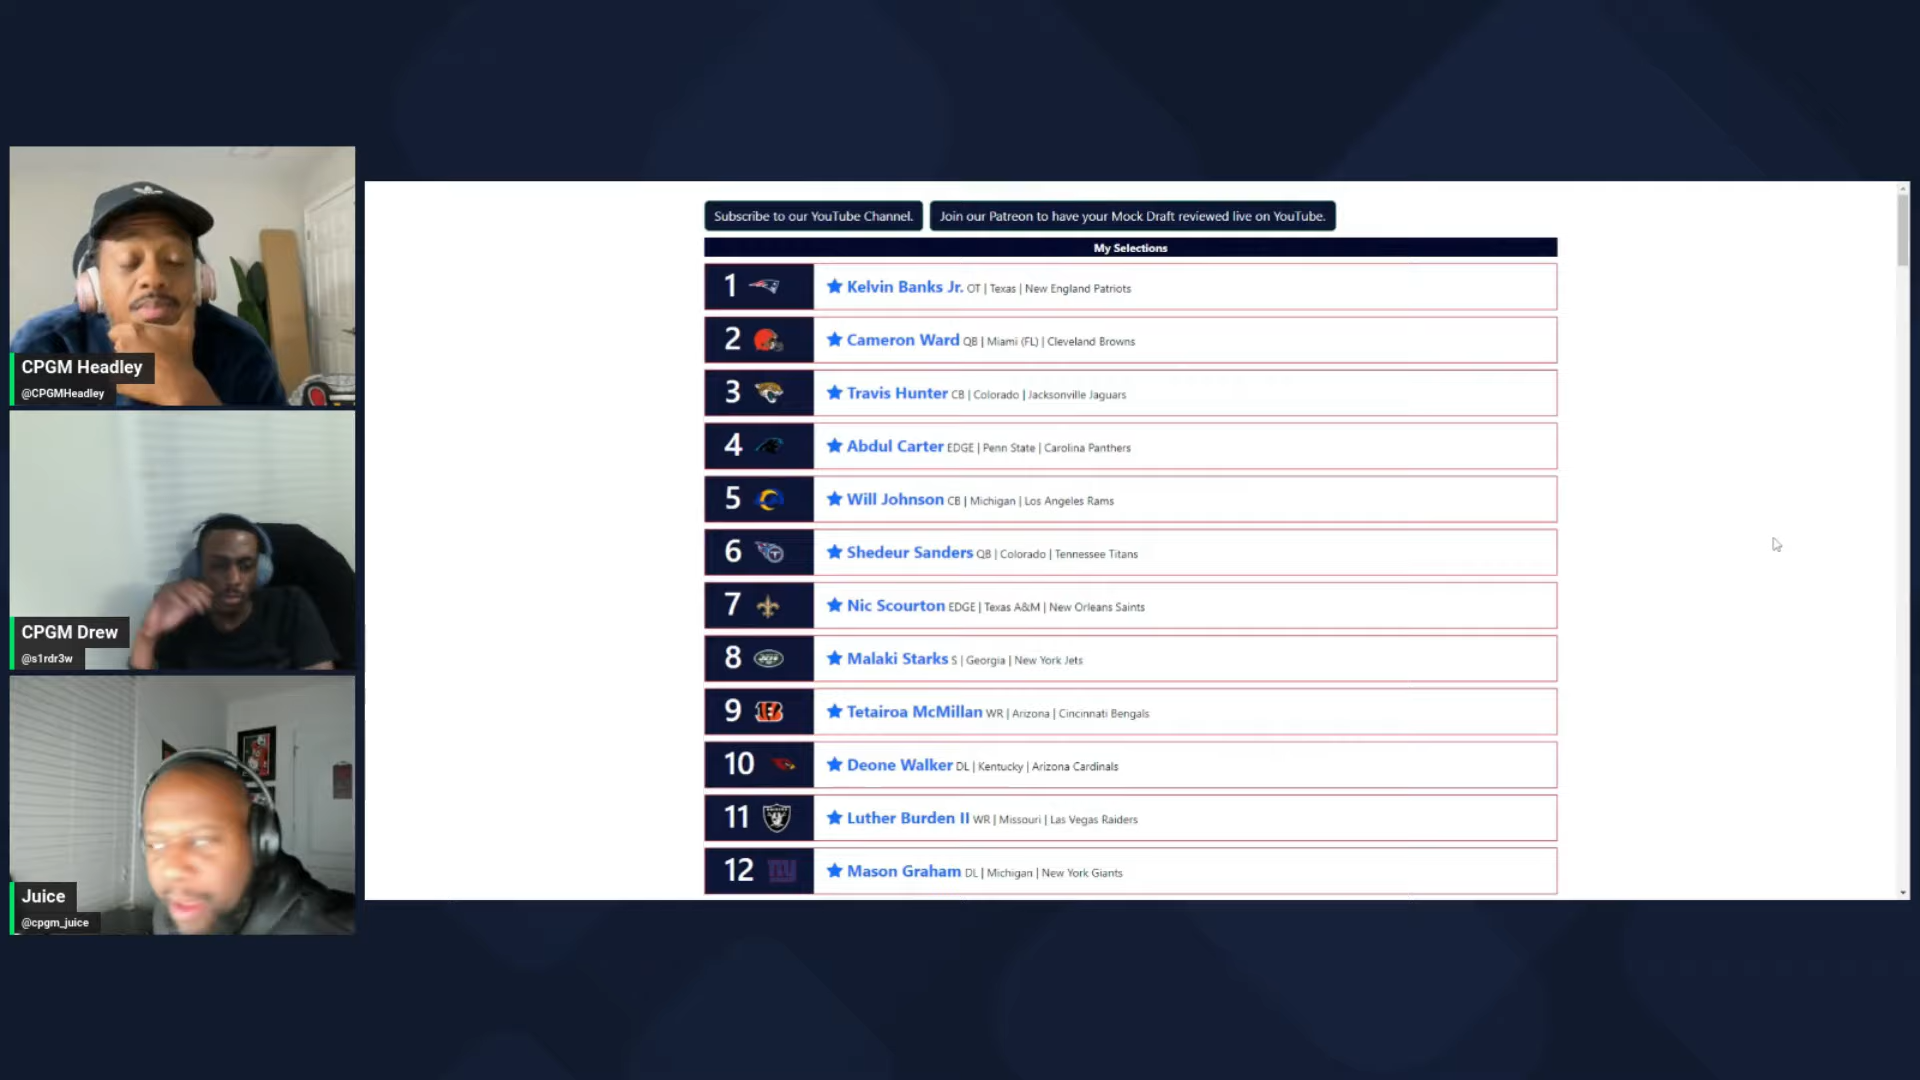 CPGM Headley
@CPGMHeadley
CPGM Drew
@s1rdr3w
Juice
@cpgm_juice
Subscribe to our YouTube Channel.
Join our Patreon to have your Mock Draft reviewed live on YouTube.
My Selections
1 Kelvin Banks Jr. OT | Texas | New England Patriots
2 Cameron Ward QB | Miami (FL) | Cleveland Browns
3 Travis Hunter CB | Colorado | Jacksonville Jaguars
4 Abdul Carter EDGE | Penn State | Carolina Panthers
5 Will Johnson CB | Michigan | Los Angeles Rams
6 Shedeur Sanders QB | Colorado | Tennessee Titans
7 Nic Scourton EDGE | Texas A&M | New Orleans Saints
8 JETS Malaki Starks S | Georgia | New York Jets
9 Tetairoa McMillan WR | Arizona | Cincinnati Bengals
10 Deone Walker DL | Kentucky | Arizona Cardinals
11 Luther Burden II WR | Missouri | Las Vegas Raiders
12 ny Mason Graham DL | Michigan | New York Giants